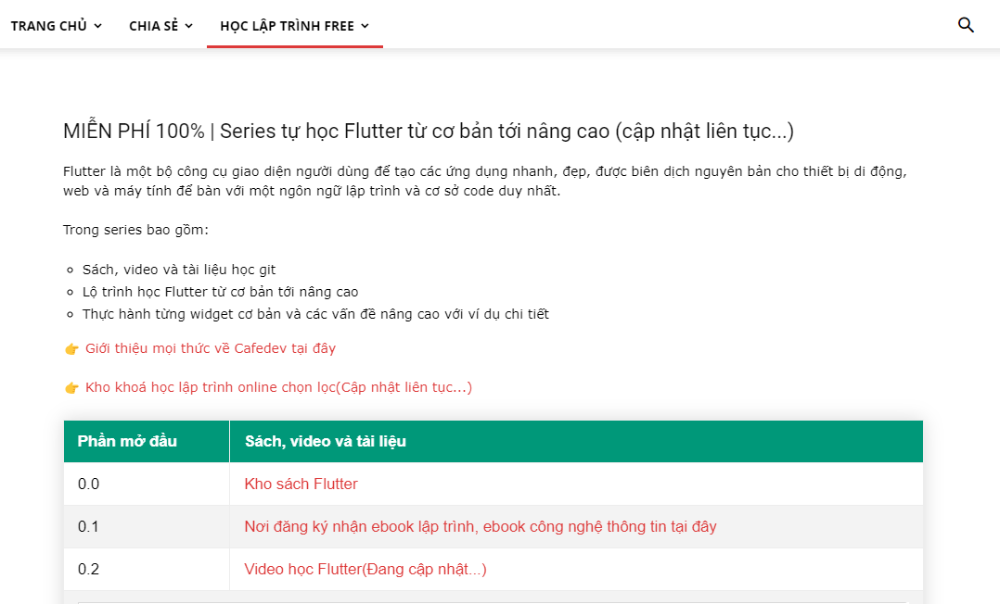 TRANG CHỦ CHIA SẺ HỌC LẬP TRÌNH FREE
MIỄN PHÍ 100% | Series tự học Flutter từ cơ bản tới nâng cao (cập nhật liên tục...)
Flutter là một bộ công cụ giao diện người dùng để tạo các ứng dụng nhanh, đẹp, được biên dịch nguyên bản cho thiết bị di động,
web và máy tính để bàn với một ngôn ngữ lập trình và cơ sở code duy nhất.
Trong series bao gồm:
Sách, video và tài liệu học git
Lộ trình học Flutter từ cơ bản tới nâng cao
Thực hành từng widget cơ bản và các vấn đề nâng cao với ví dụ chi tiết
👉 Giới thiệu mọi thức về Cafedev tại đây
👉 Kho khoá học lập trình online chọn lọc(Cập nhật liên tục...)
Phần mở đầu Sách, video và tài liệu
0.0 Kho sách Flutter
0.1 Nơi đăng ký nhận ebook lập trình, ebook công nghệ thông tin tại đây
0.2 Video học Flutter(Đang cập nhật...)